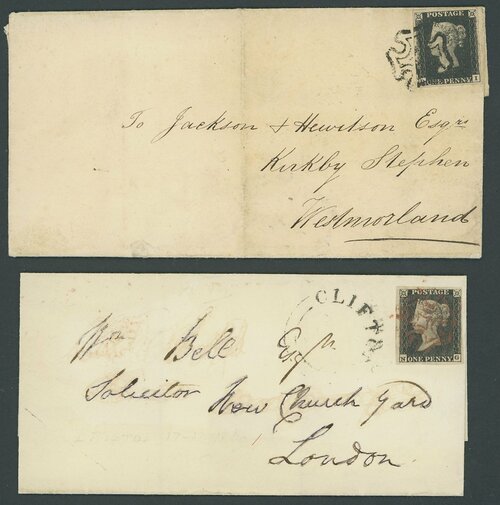 POSTAGE
I
ONE PENNY
To Jackson & Hewitson Esqrs
Kirkby Stephen
Westmorland
CLIFTO
POSTAGE
ONE PENNY
G
Wm Bell Esqr
Solicitor New Church Yard
London